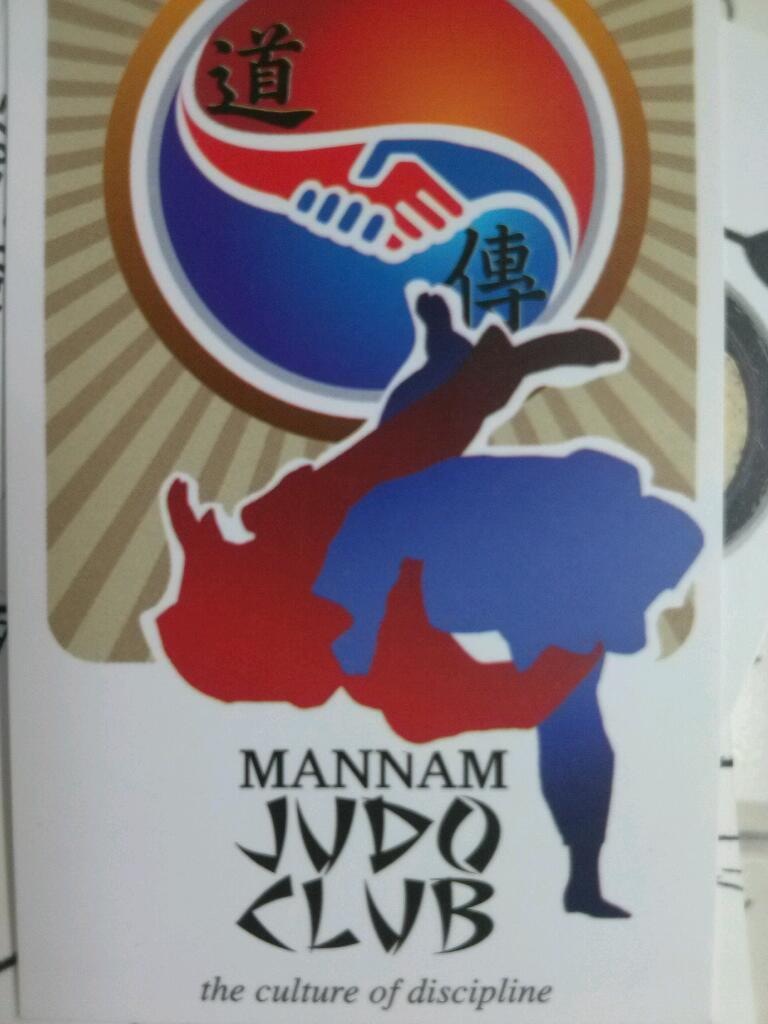 道
傳
MANNAM
JUDO
CLUB
the culture of discipline